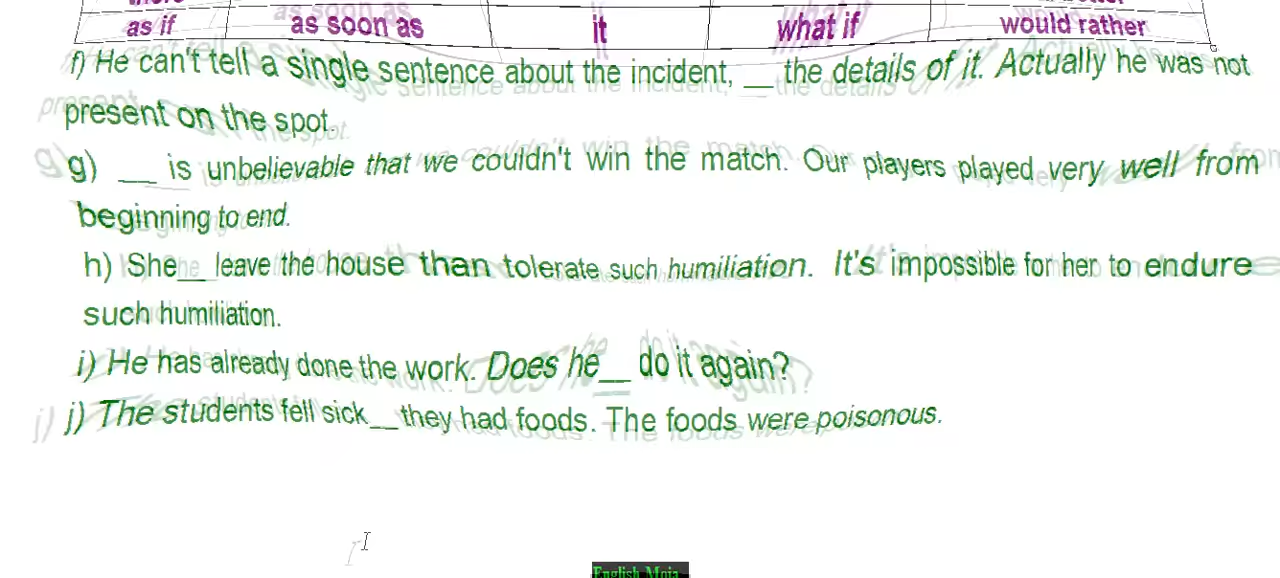 as if as soon as it what if would rather
f) He can't tell a single sentence about the incident, __ the details of it. Actually he was not
present on the spot.
g) __ is unbelievable that we couldn't win the match. Our players played very well from
beginning to end.
h) She__ leave the house than tolerate such humiliation. It's impossible for her to endure
such humiliation.
i) He has already done the work. Does he__ do it again?
j) The students fell sick__they had foods. The foods were poisonous.
English Moja